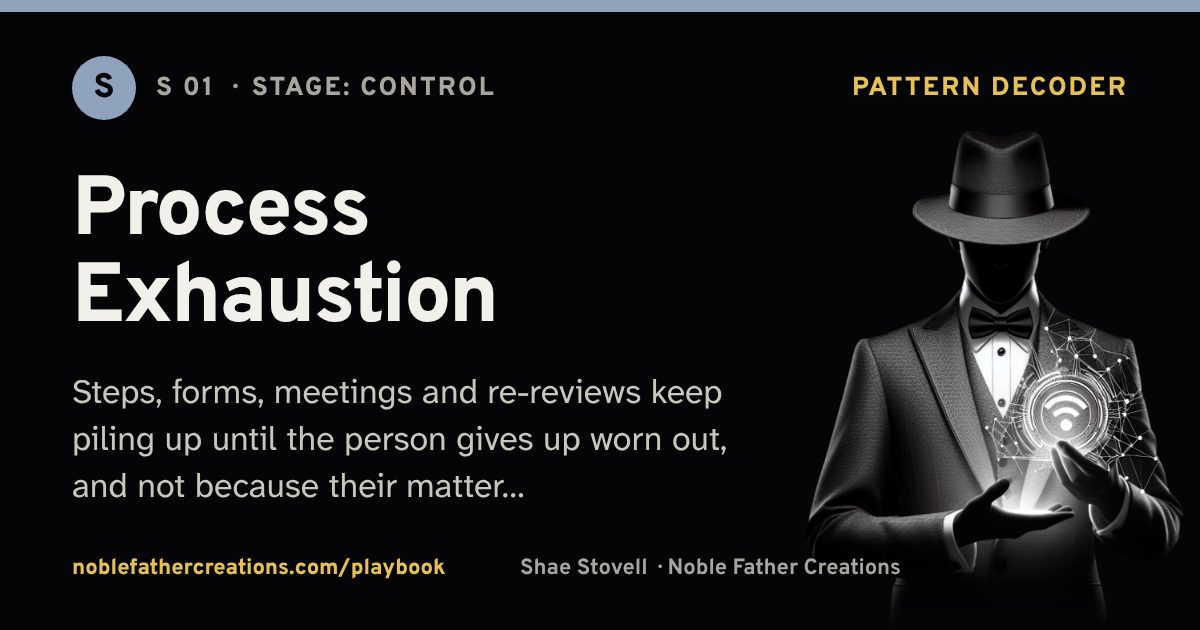 S
S 01 · STAGE: CONTROL
PATTERN DECODER
Process
Exhaustion
Steps, forms, meetings and re-reviews keep
piling up until the person gives up worn out,
and not because their matter...
noblefathercreations.com/playbook
Shae Stovell · Noble Father Creations